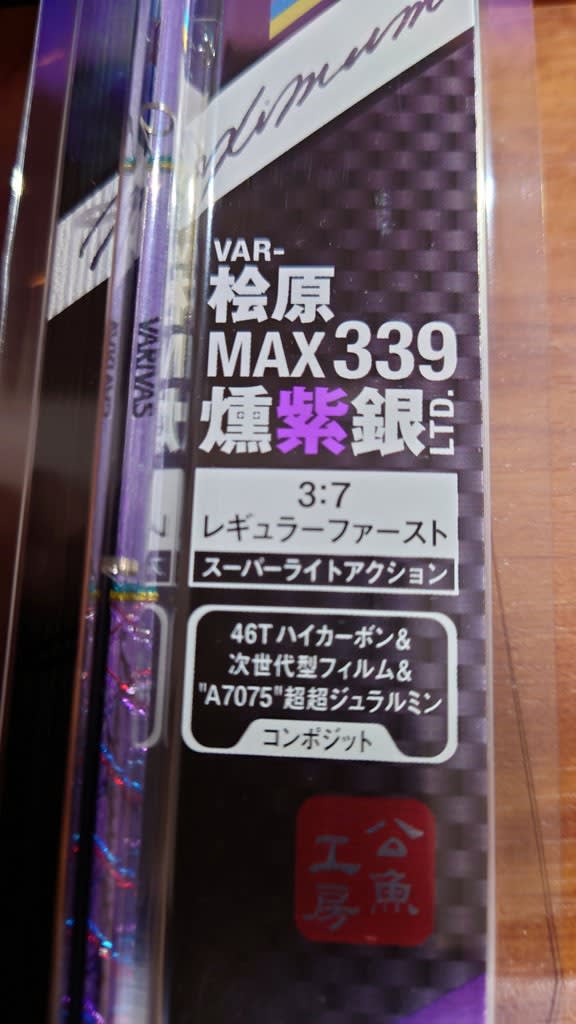 VAR-
桧原
MAX 339
燻紫銀 LTD.
3:7
レギュラーファースト
スーパーライトアクション
46Tハイカーボン&
次世代型フィルム&
"A7075"超超ジュラルミン
コンポジット
公魚
工房
VARIVAS